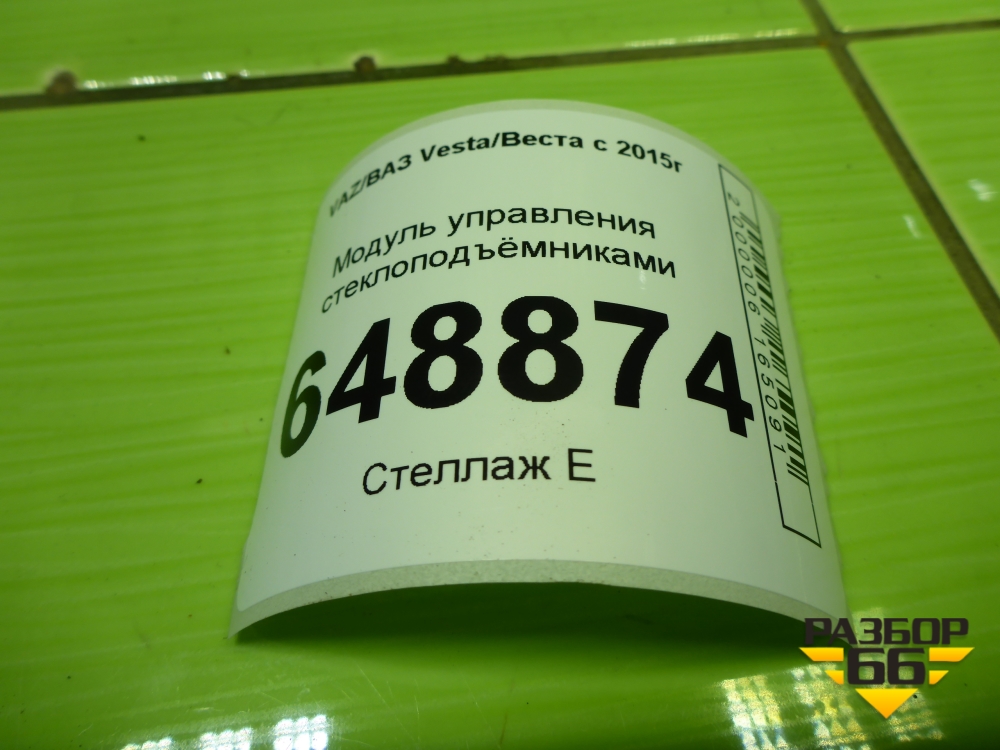 VAZ/ВАЗ Vesta/Веста с 2015г
Модуль управления
стеклоподъёмниками
648874
Стеллаж Е
2000006165091
РАЗБОР
66